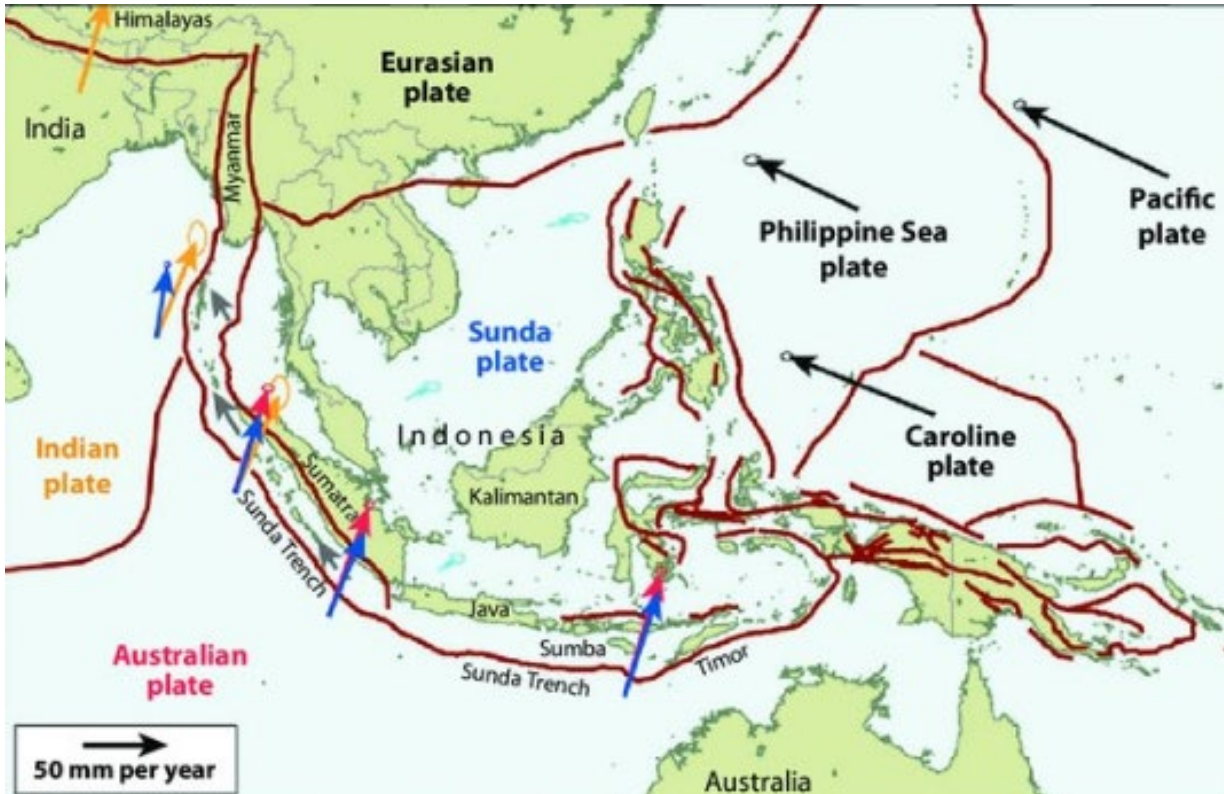 Himalayas
Eurasian
plate
India
Myanmar
Pacific
plate
Philippine Sea
plate
Sunda
plate
Indonesia
Caroline
plate
Indian
plate
Kalimantan
Sumatra
Sunda Trench
Java
Sumba
Timor
Sunda Trench
Australian
plate
50 mm per year
Australia